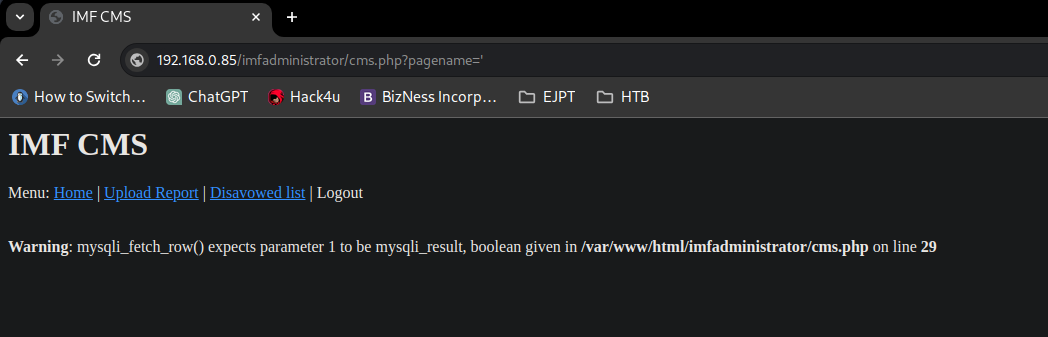 IMF CMS
192.168.0.85/imfadministrator/cms.php?pagename='
How to Switch… ChatGPT Hack4u BizNess Incorp… EJPT HTB
IMF CMS
Menu: Home | Upload Report | Disavowed list | Logout
Warning: mysqli_fetch_row() expects parameter 1 to be mysqli_result, boolean given in /var/www/html/imfadministrator/cms.php on line 29